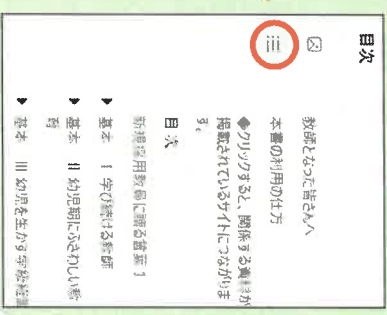 目次
教師となった皆さんへ
本書の利用の仕方
◆クリックすると、関係する資料が
掲載されているサイトにつながりま
す。
目次
新規採用教師に贈る言葉 1
▶ 基本 I 学び続ける教師
▶ 基本 II 幼児期にふさわしい教
育
▶ 基本 III 幼児を生かす学級経営